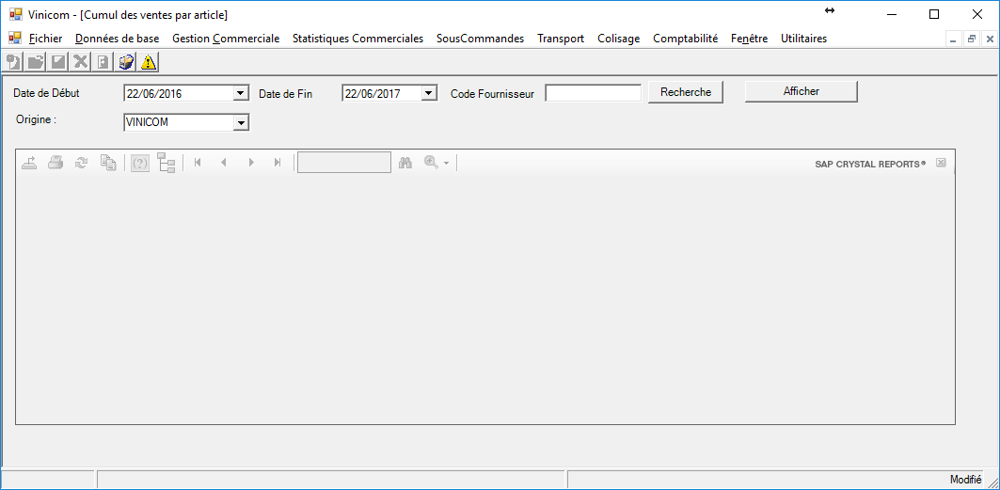 Vinicom - [Cumul des ventes par article]
Fichier Données de base Gestion Commerciale Statistiques Commerciales SousCommandes Transport Colisage Comptabilité Fenêtre Utilitaires
Date de Début 22/06/2016 Date de Fin 22/06/2017 Code Fournisseur Recherche Afficher
Origine : VINICOM
SAP CRYSTAL REPORTS®
Modifié